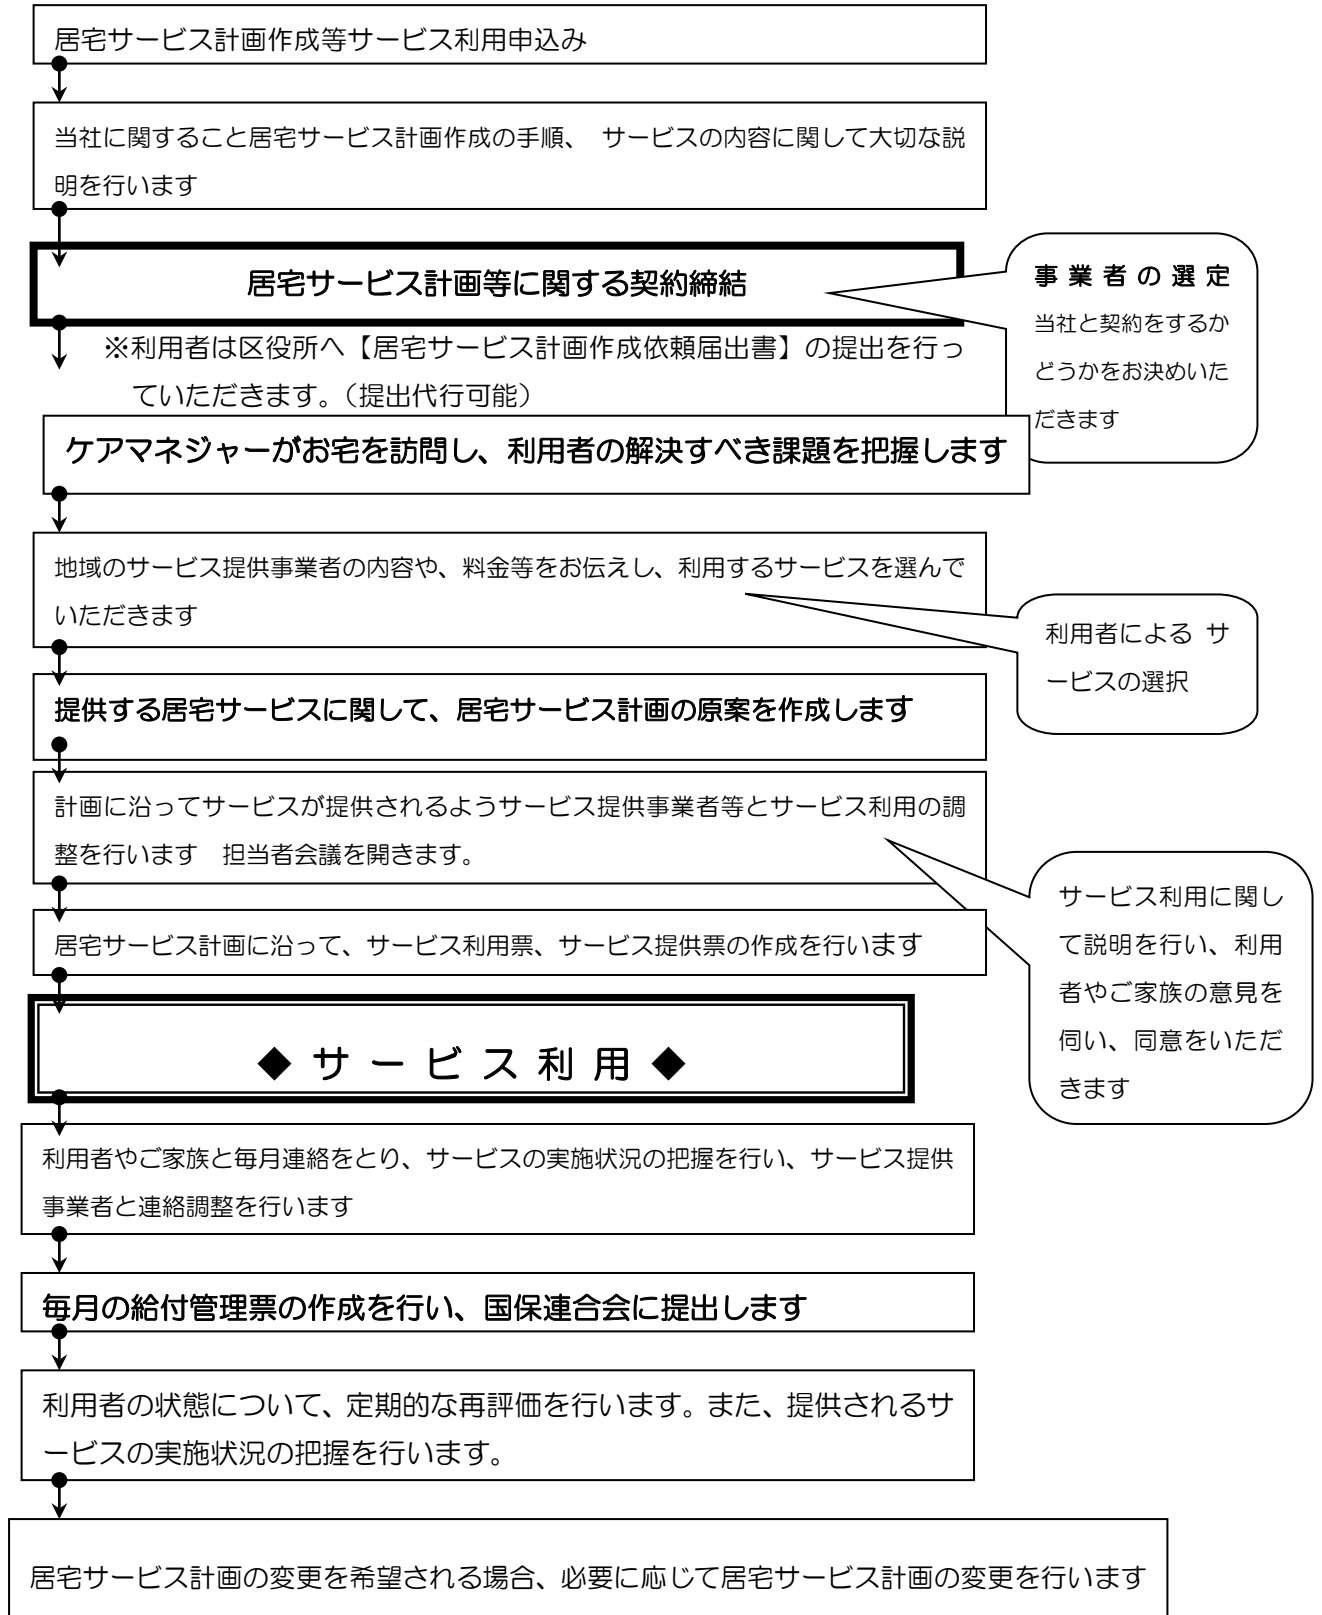 居宅サービス計画作成等サービス利用申込み
当社に関すること居宅サービス計画作成の手順、 サービスの内容に関して大切な説
明を行います
居宅サービス計画等に関する契約締結
事業者の選定
当社と契約をするか
どうかをお決めいた
だきます
※利用者は区役所へ【居宅サービス計画作成依頼届出書】の提出を行っ
ていただきます。（提出代行可能）
ケアマネジャーがお宅を訪問し、利用者の解決すべき課題を把握します
地域のサービス提供事業者の内容や、料金等をお伝えし、利用するサービスを選んで
いただきます
利用者による サ
ービスの選択
提供する居宅サービスに関して、居宅サービス計画の原案を作成します
計画に沿ってサービスが提供されるようサービス提供事業者等とサービス利用の調
整を行います　担当者会議を開きます。
サービス利用に関し
て説明を行い、利用
者やご家族の意見を
伺い、同意をいただ
きます
居宅サービス計画に沿って、サービス利用票、サービス提供票の作成を行います
◆ サ ー ビ ス 利 用 ◆
利用者やご家族と毎月連絡をとり、サービスの実施状況の把握を行い、サービス提供
事業者と連絡調整を行います
毎月の給付管理票の作成を行い、国保連合会に提出します
利用者の状態について、定期的な再評価を行います。また、提供されるサ
ービスの実施状況の把握を行います。
居宅サービス計画の変更を希望される場合、必要に応じて居宅サービス計画の変更を行います